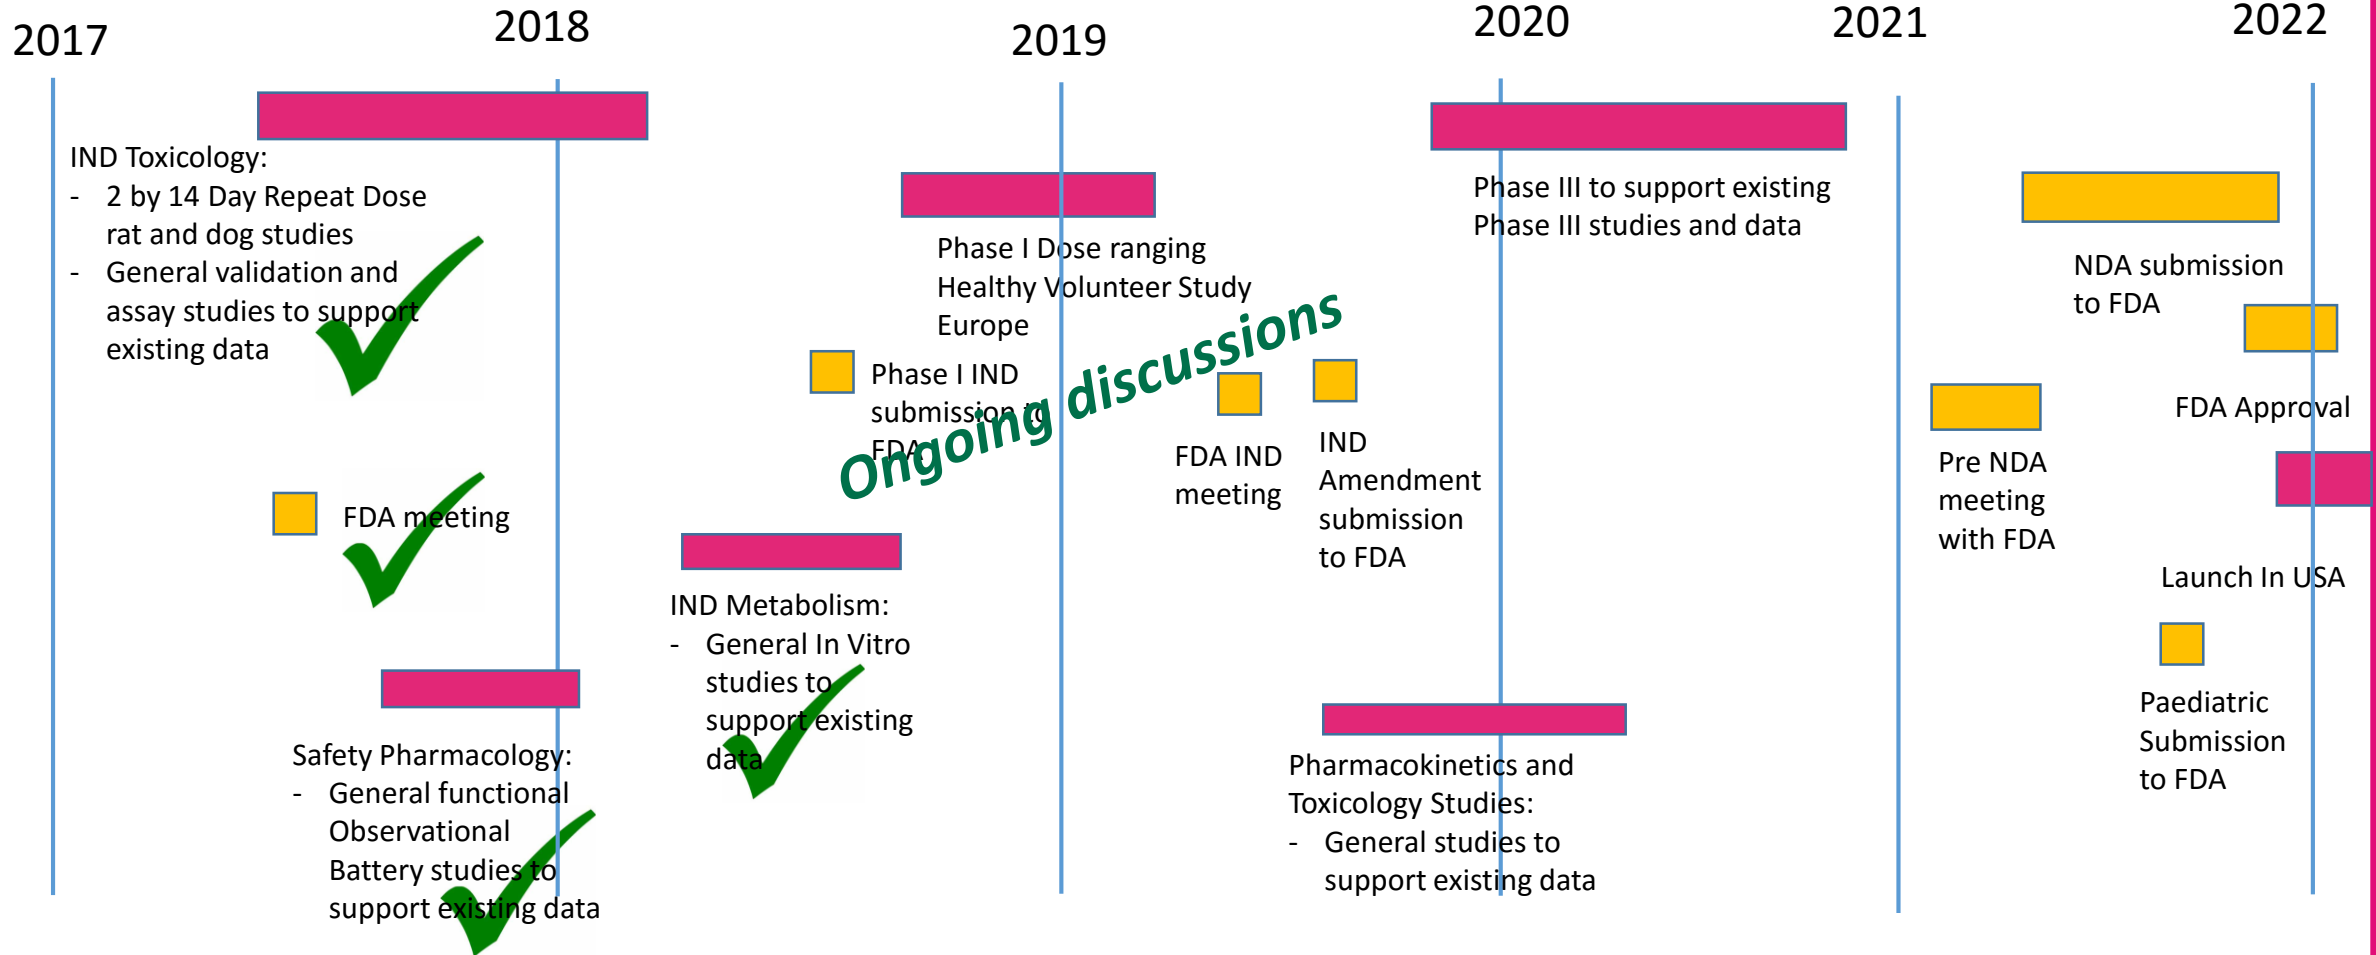 2017
2018
2019
2020
2021
2022
IND Toxicology:
- 2 by 14 Day Repeat Dose
rat and dog studies
- General validation and
assay studies to support
existing data
FDA meeting
Safety Pharmacology:
- General functional
Observational
Battery studies to
support existing data
IND Metabolism:
- General In Vitro
studies to
support existing
data
Phase I Dose ranging
Healthy Volunteer Study
Europe
Phase I IND
submission to
FDA
Ongoing discussions
FDA IND
meeting
IND
Amendment
submission
to FDA
Phase III to support existing
Phase III studies and data
Pharmacokinetics and
Toxicology Studies:
- General studies to
support existing data
NDA submission
to FDA
FDA Approval
Pre NDA
meeting
with FDA
Launch In USA
Paediatric
Submission
to FDA